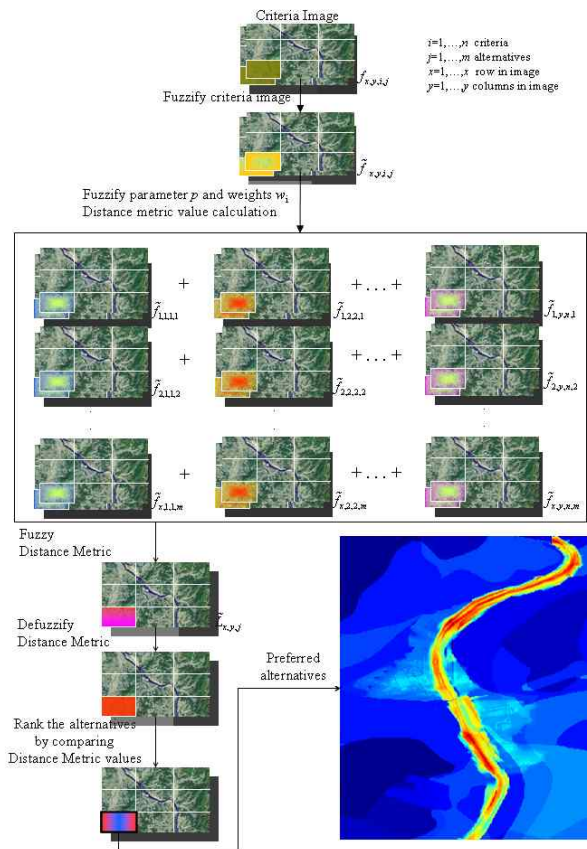 Criteria Image
i=1,…,n criteria
j=1,…,m alternatives
x=1,…,x row in image
y=1,…,y columns in image
f x,y,i,j
Fuzzify criteria image
f̃ x,y,i,j
Fuzzify parameter p and weights wi
Distance metric value calculation
+ + . . . +
f̃ 1,1,1,1 f̃ 1,2,2,1 f̃ 1,y,n,1
+ + . . . +
f̃ 2,1,1,2 f̃ 2,2,2,2 f̃ 2,y,n,2
+ + . . . +
f̃ x,1,1,m f̃ x,2,2,m f̃ x,y,n,m
Fuzzy
Distance Metric
x,y,j
Defuzzify
Distance Metric
Preferred
alternatives
Rank the alternatives
by comparing
Distance Metric values